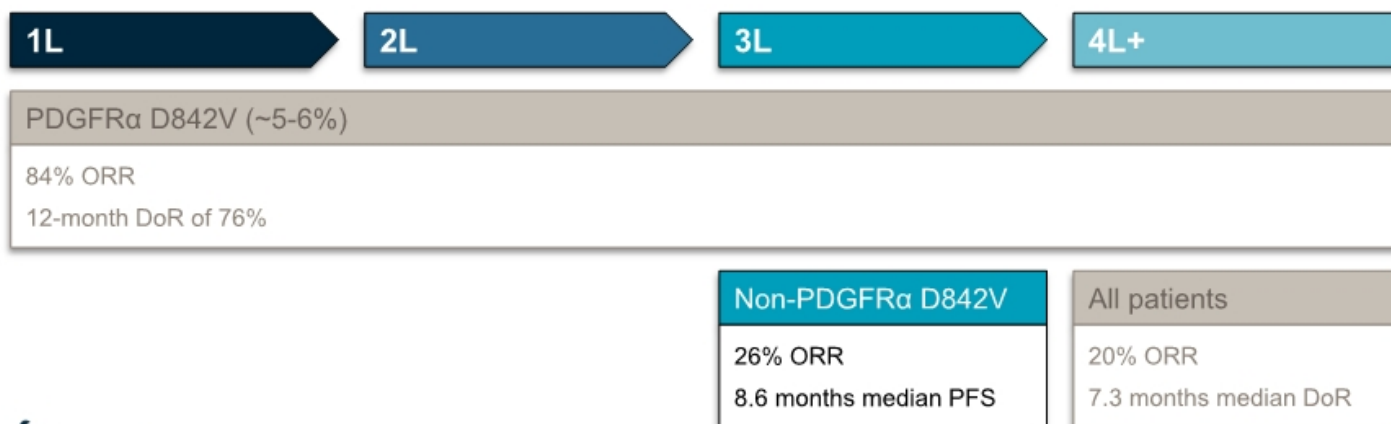 1L
2L
3L
4L+
PDGFRα D842V (~5-6%)
84% ORR
12-month DoR of 76%
Non-PDGFRα D842V
26% ORR
8.6 months median PFS
All patients
20% ORR
7.3 months median DoR